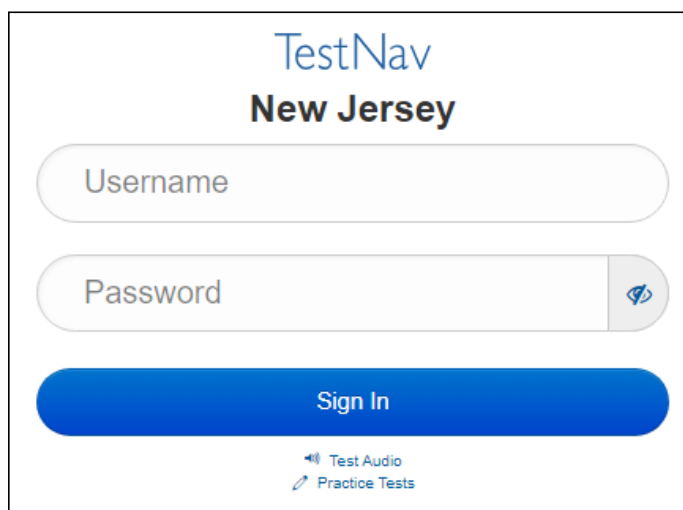 TestNav
New Jersey
Username
Password
Sign In
Test Audio
Practice Tests